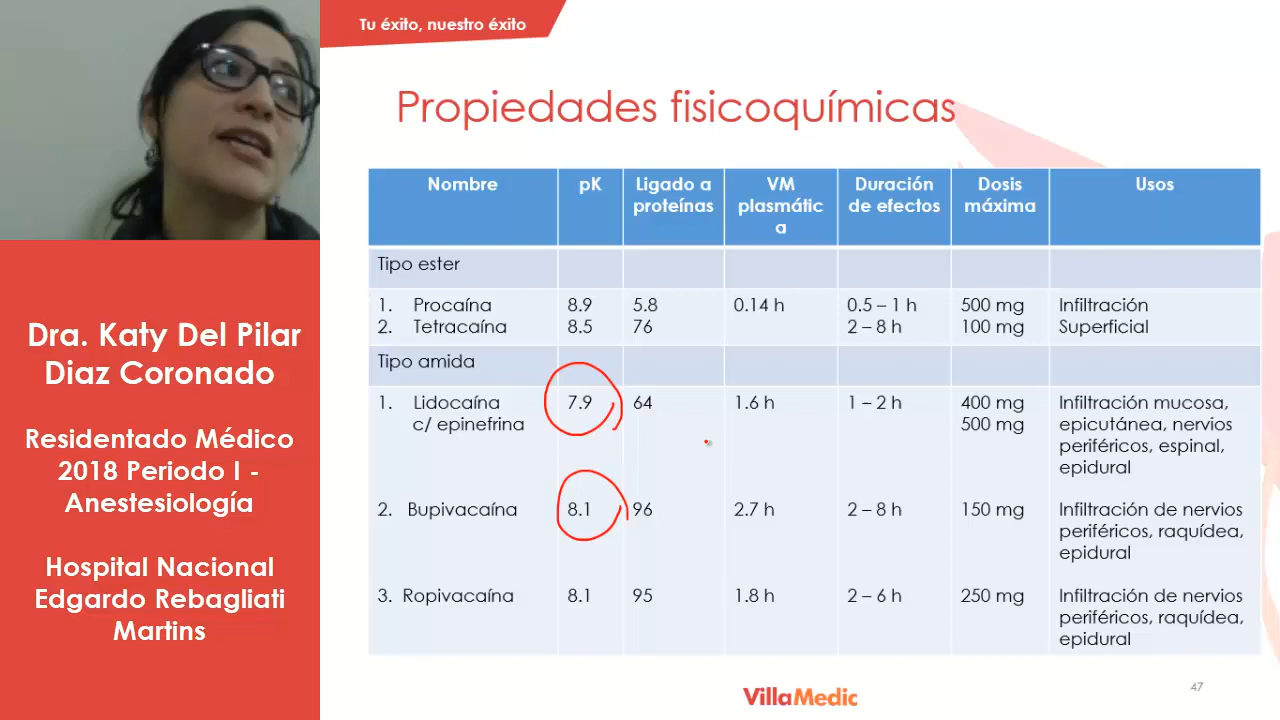 Tu éxito, nuestro éxito
Propiedades fisicoquímicas
Dra. Katy Del Pilar
Diaz Coronado
Residentado Médico
2018 Periodo I -
Anestesiología
Hospital Nacional
Edgardo Rebagliati
Martins
Nombre pK Ligado a proteínas VM plasmátic a Duración de efectos Dosis máxima Usos
Tipo ester
1. Procaína 8.9 5.8 0.14 h 0.5 – 1 h 500 mg Infiltración
2. Tetracaína 8.5 76 2 – 8 h 100 mg Superficial
Tipo amida
1. Lidocaína 7.9 64 1.6 h 1 – 2 h 400 mg Infiltración mucosa,
c/ epinefrina 500 mg epicutánea, nervios
periféricos, espinal,
epidural
2. Bupivacaína 8.1 96 2.7 h 2 – 8 h 150 mg Infiltración de nervios
periféricos, raquídea,
epidural
3. Ropivacaína 8.1 95 1.8 h 2 – 6 h 250 mg Infiltración de nervios
periféricos, raquídea,
epidural
VillaMedic
47